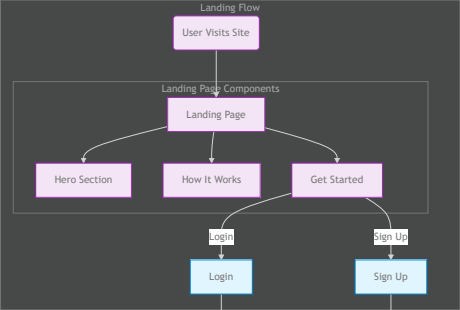 Landing Flow
User Visits Site
Landing Page Components
Landing Page
Hero Section
How It Works
Get Started
Login
Sign Up
Login
Sign Up